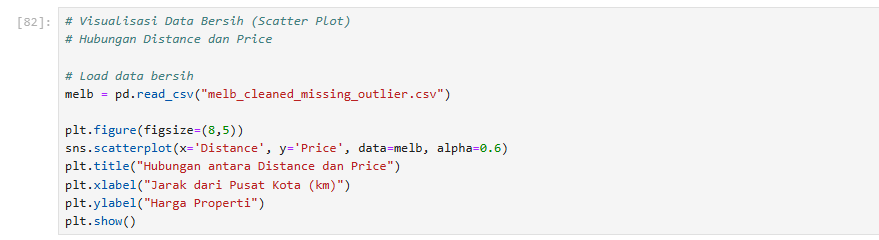 [82]: # Visualisasi Data Bersih (Scatter Plot)
# Hubungan Distance dan Price

# Load data bersih
melb = pd.read_csv("melb_cleaned_missing_outlier.csv")

plt.figure(figsize=(8,5))
sns.scatterplot(x='Distance', y='Price', data=melb, alpha=0.6)
plt.title("Hubungan antara Distance dan Price")
plt.xlabel("Jarak dari Pusat Kota (km)")
plt.ylabel("Harga Properti")
plt.show()